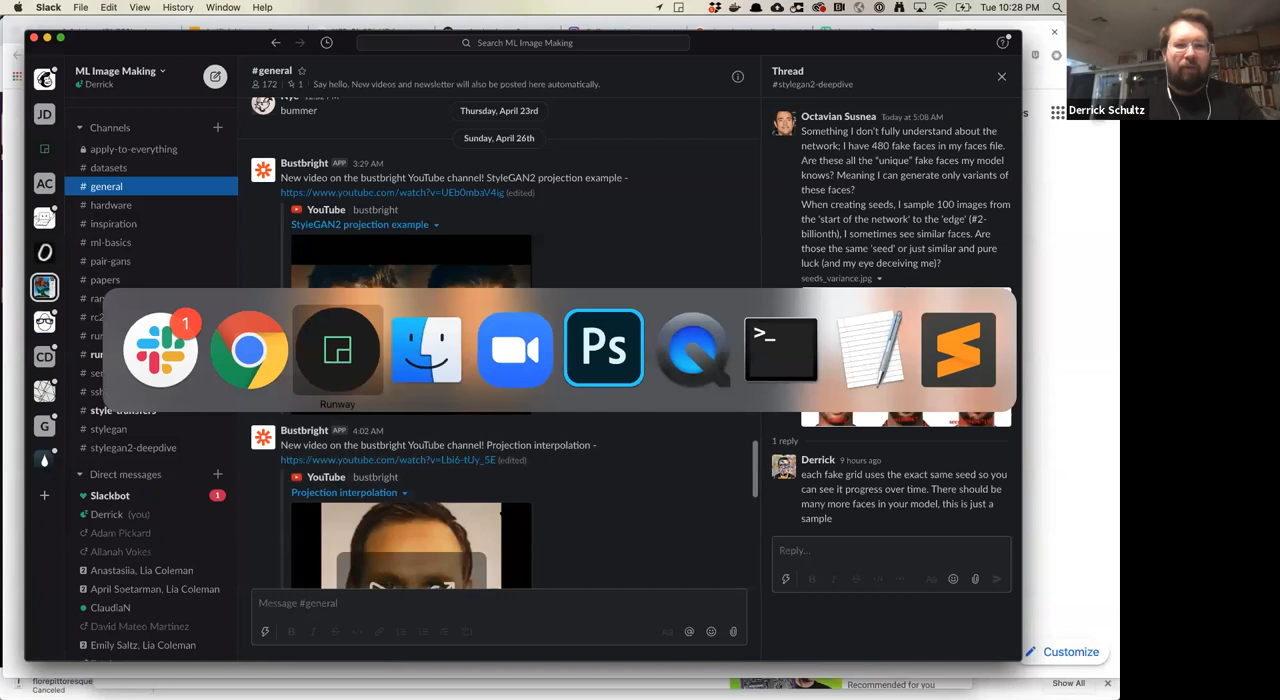 Slack File Edit View History Window Help
Tue 10:28 PM
Search ML Image Making
Derrick Schultz
ML Image Making
Derrick
JD
AC
CD
G
Channels
apply-to-everything
# datasets
# general
# hardware
# inspiration
# ml-basics
# pair-gans
# papers
# stylegan
# stylegan2-deepdive
Direct messages
Slackbot
1
Derrick (you)
Adam Pickard
Allanah Vokes
2 Anastasiia, Lia Coleman
2 April Soetarman, Lia Coleman
ClaudiaN
David Mateo Martinez
2 Emily Saltz, Lia Coleman
#general
172 1 Say hello. New videos and newsletter will also be posted here automatically.
bummer
Thursday, April 23rd
Sunday, April 26th
Bustbright APP 3:29 AM
New video on the bustbright YouTube channel! StyleGAN2 projection example -
https://www.youtube.com/watch?v=UEb0mbaV4ig (edited)
YouTube bustbright
StyleGAN2 projection example
1
Ps
>_
Runway
Bustbright APP 4:02 AM
New video on the bustbright YouTube channel! Projection interpolation -
https://www.youtube.com/watch?v=Lbi6-tUy_5E (edited)
YouTube bustbright
Projection interpolation
Message #general
Thread
#stylegan2-deepdive
Octavian Susnea Today at 5:08 AM
Something I don't fully understand about the
network; I have 480 fake faces in my faces file.
Are these all the "unique" fake faces my model
knows? Meaning I can generate only variants of
these faces?
When creating seeds, I sample 100 images from
the 'start of the network' to the 'edge' (#2-
billionth), I sometimes see similar faces. Are
those the same 'seed' or just similar and pure
luck (and my eye deceiving me)?
seeds_variance.jpg
1 reply
Derrick 9 hours ago
each fake grid uses the exact same seed so you
can see it progress over time. There should be
many more faces in your model, this is just a
sample
Reply...
Customize
florepittoresque
Canceled
Recommended for you
Show All